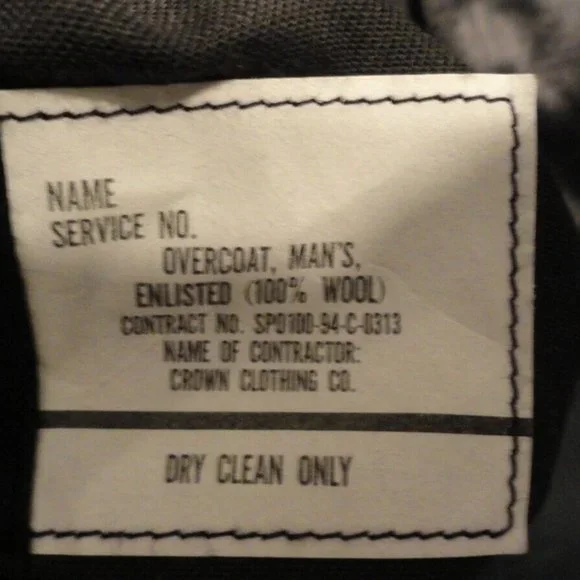 NAME
SERVICE NO.
OVERCOAT, MAN'S,
ENLISTED (100% WOOL)
CONTRACT NO. SPO100-94-C-0313
NAME OF CONTRACTOR:
CROWN CLOTHING CO.
DRY CLEAN ONLY